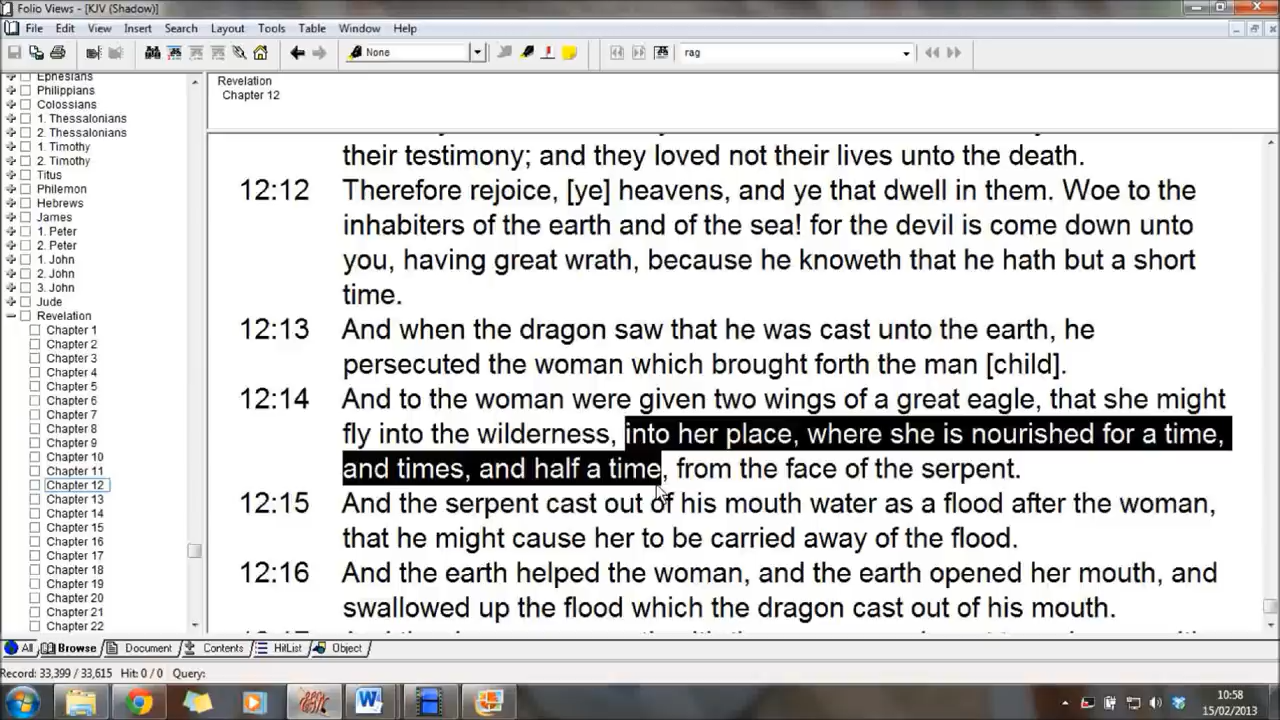 Folio Views - [KJV (Shadow)]
File Edit View Insert Search Layout Tools Table Window Help
None rag
Ephesians
Philippians
Colossians
1. Thessalonians
2. Thessalonians
1. Timothy
2. Timothy
Titus
Philemon
Hebrews
James
1. Peter
2. Peter
1. John
2. John
3. John
Jude
Revelation
Chapter 1
Chapter 2
Chapter 3
Chapter 4
Chapter 5
Chapter 6
Chapter 7
Chapter 8
Chapter 9
Chapter 10
Chapter 11
Chapter 12
Chapter 13
Chapter 14
Chapter 15
Chapter 16
Chapter 17
Chapter 18
Chapter 19
Chapter 20
Chapter 21
Chapter 22
Revelation
Chapter 12
their testimony; and they loved not their lives unto the death.
12:12 Therefore rejoice, [ye] heavens, and ye that dwell in them. Woe to the
inhabiters of the earth and of the sea! for the devil is come down unto
you, having great wrath, because he knoweth that he hath but a short
time.
12:13 And when the dragon saw that he was cast unto the earth, he
persecuted the woman which brought forth the man [child].
12:14 And to the woman were given two wings of a great eagle, that she might
fly into the wilderness, into her place, where she is nourished for a time,
and times, and half a time, from the face of the serpent.
12:15 And the serpent cast out of his mouth water as a flood after the woman,
that he might cause her to be carried away of the flood.
12:16 And the earth helped the woman, and the earth opened her mouth, and
swallowed up the flood which the dragon cast out of his mouth.
All Browse Document Contents HitList Object
Record: 33,399 / 33,615 Hit: 0 / 0 Query:
10:58
15/02/2013